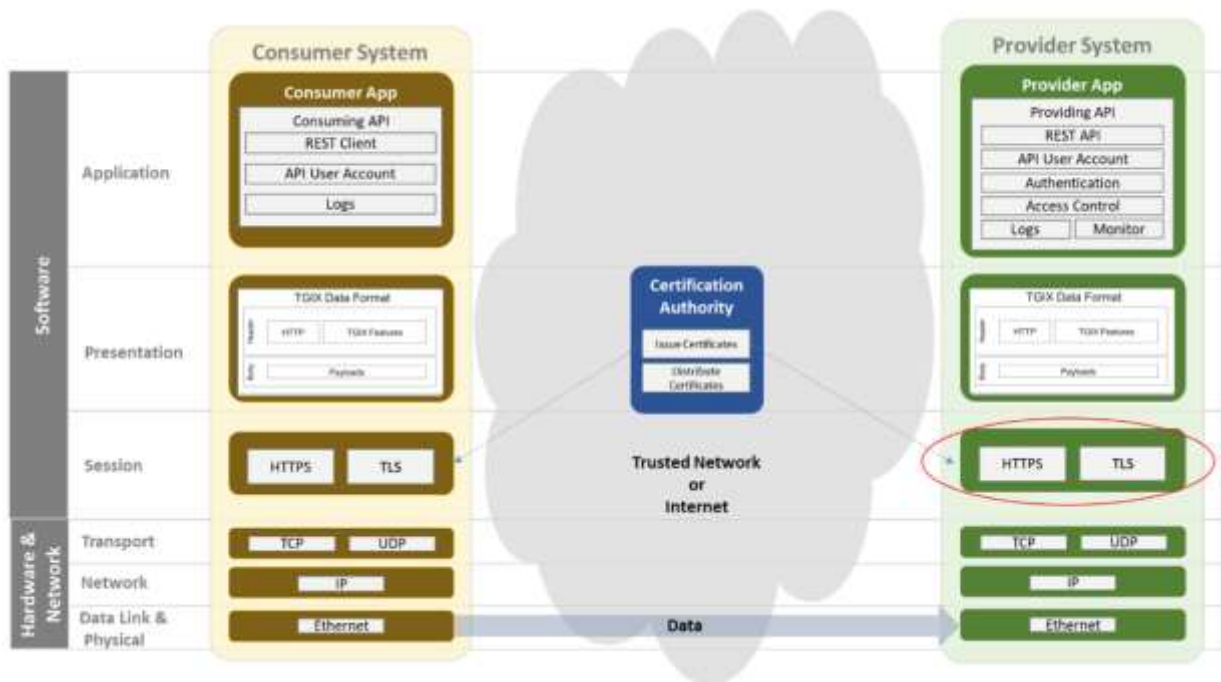 Consumer System
Provider System
Software
Hardware &
Network
Application
Presentation
Session
Transport
Network
Data Link &
Physical
Consumer App
Consuming API
REST Client
API User Account
Logs
TGIX Data Format
Header
HTTP
TGIX Features
Body
Payloads
HTTPS
TLS
TCP
UDP
IP
Ethernet
Certification
Authority
Issue Certificates
Distribute
Certificates
Trusted Network
or
Internet
Data
Provider App
Providing API
REST API
API User Account
Authentication
Access Control
Logs
Monitor
TGIX Data Format
Header
HTTP
TGIX Features
Body
Payloads
HTTPS
TLS
TCP
UDP
IP
Ethernet